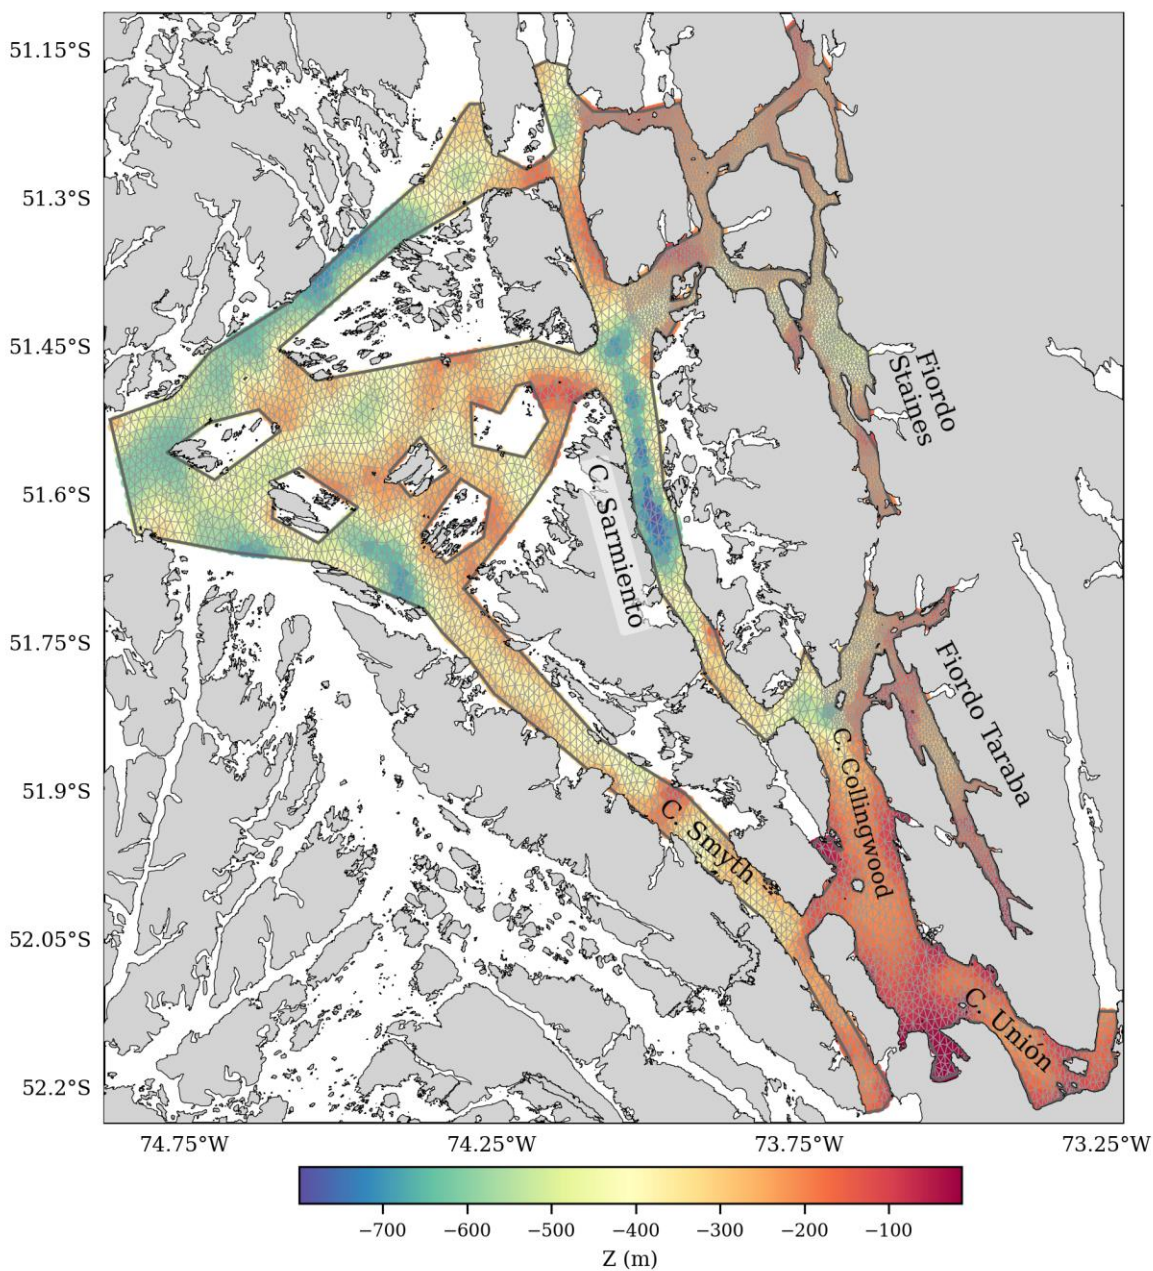 51.15°S
51.3°S
51.45°S
51.6°S
51.75°S
51.9°S
52.05°S
52.2°S
Fiordo
Staines
C. Sarmiento
Fiordo Taraba
C. Collingwood
C. Smyth
C. Unión
74.75°W
74.25°W
73.75°W
73.25°W
−700
−600
−500
−400
−300
−200
−100
Z (m)